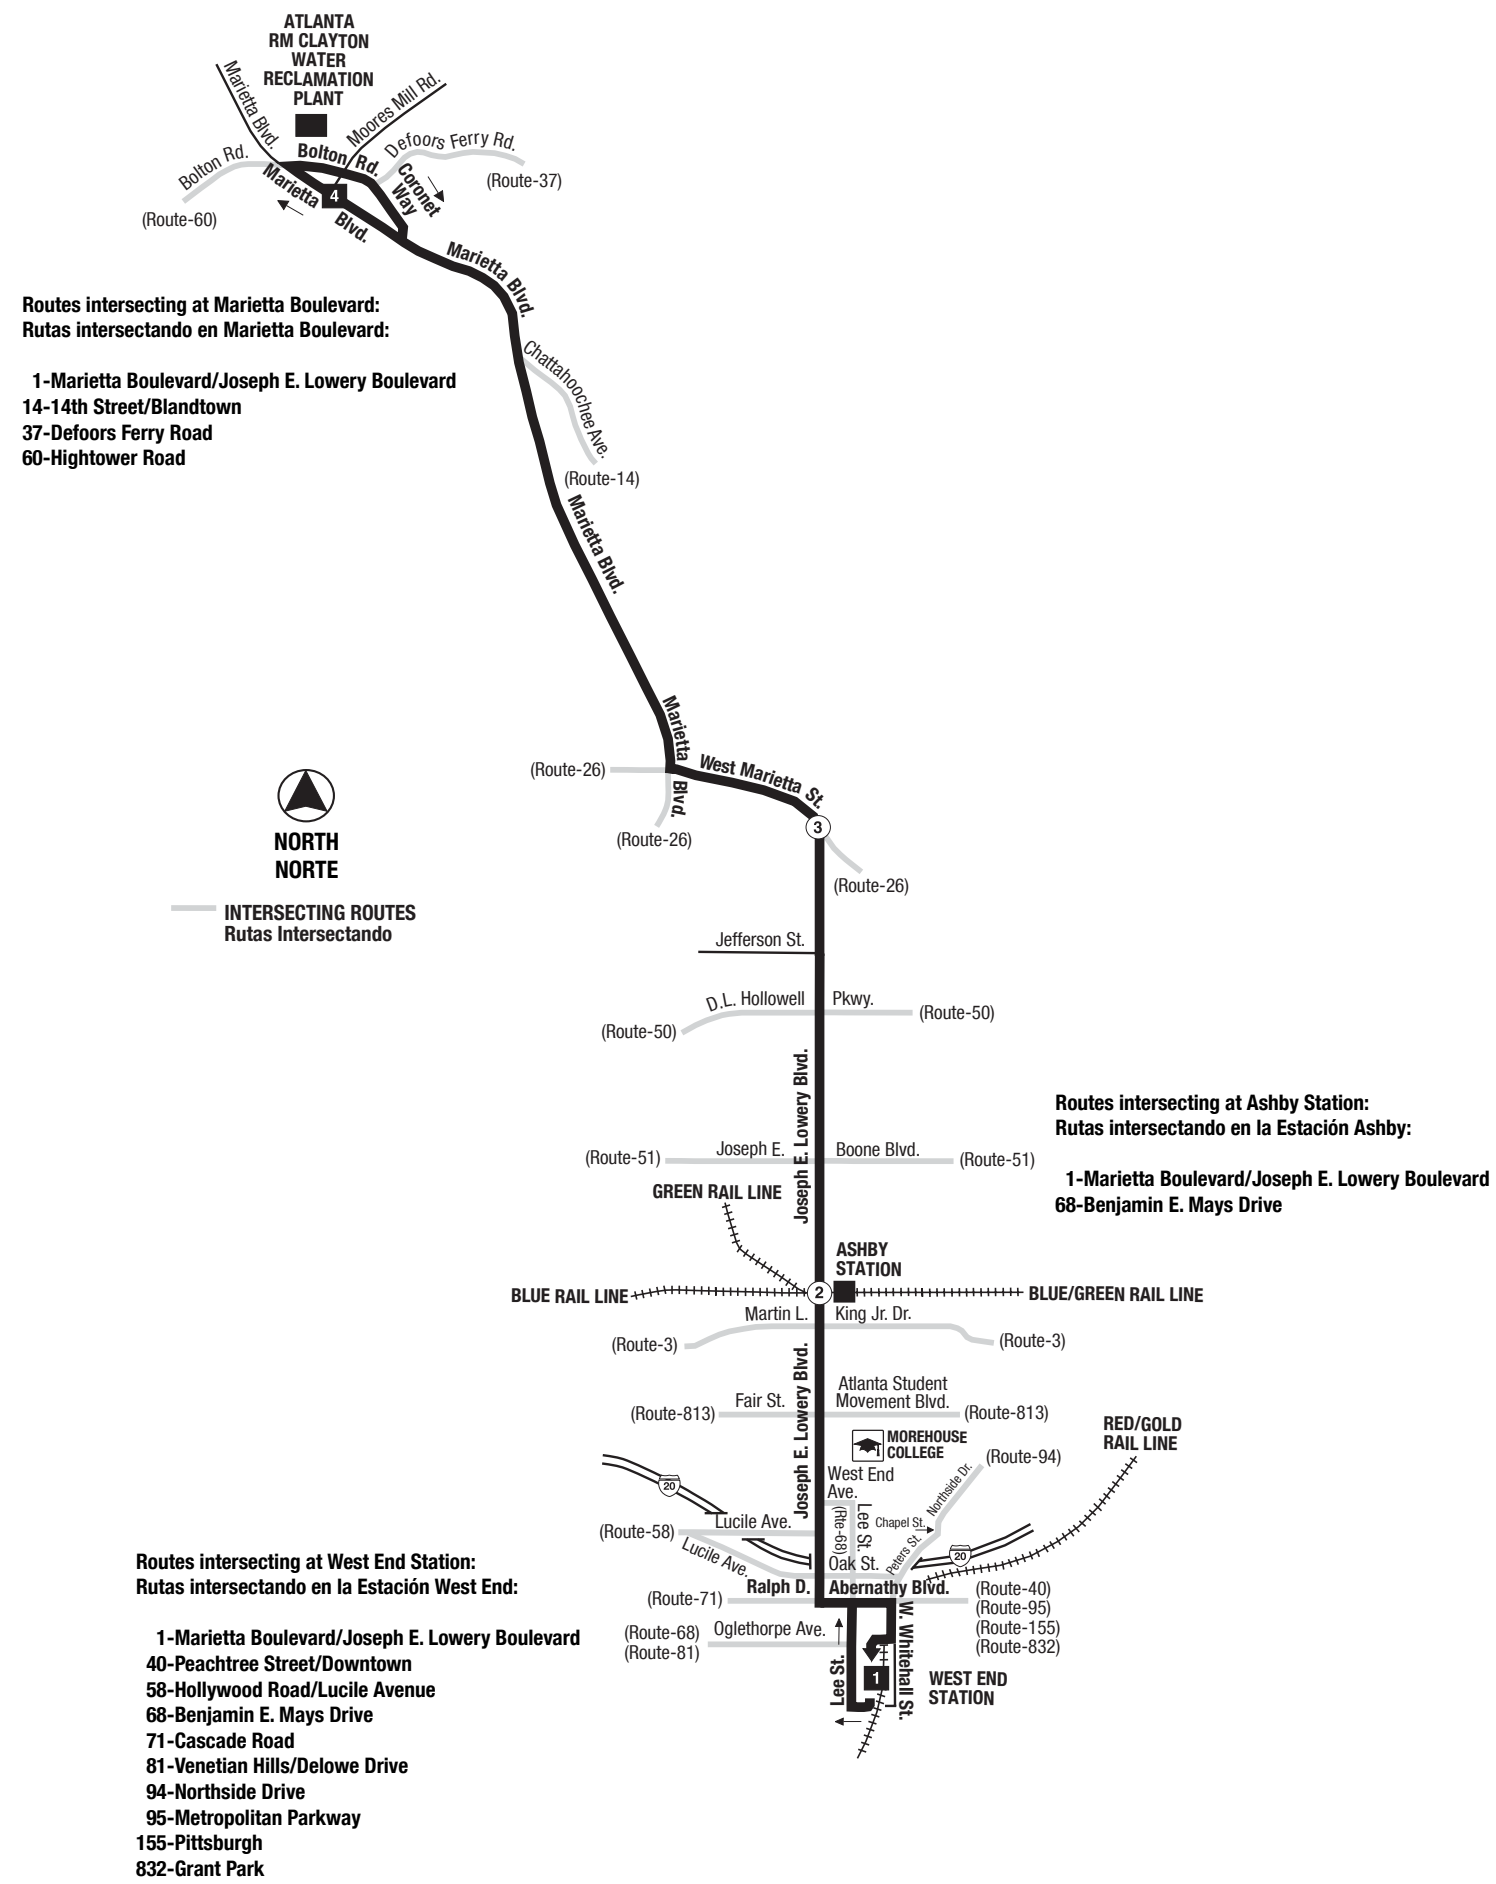 ATLANTA
RM CLAYTON
WATER
RECLAMATION
PLANT
Marietta Blvd.
Moores Mill Rd.
Bolton Rd.
Bolton Rd.
Defoors Ferry Rd.
(Route-37)
Coronet
Way
Marietta
Blvd.
4
(Route-60)
Marietta Blvd.
Routes intersecting at Marietta Boulevard:
Rutas intersectando en Marietta Boulevard:
1-Marietta Boulevard/Joseph E. Lowery Boulevard
14-14th Street/Blandtown
37-Defoors Ferry Road
60-Hightower Road
Chattahoochee Ave.
(Route-14)
Marietta Blvd.
Marietta
Blvd.
West Marietta St.
(Route-26)
(Route-26)
3
(Route-26)
NORTH
NORTE
INTERSECTING ROUTES
Rutas Intersectando
Jefferson St.
D.L. Hollowell Pkwy.
(Route-50)
(Route-50)
Joseph E. Lowery Blvd.
Routes intersecting at Ashby Station:
Rutas intersectando en la Estación Ashby:
1-Marietta Boulevard/Joseph E. Lowery Boulevard
68-Benjamin E. Mays Drive
Joseph E. Boone Blvd.
(Route-51)
(Route-51)
GREEN RAIL LINE
ASHBY
STATION
BLUE RAIL LINE
2
BLUE/GREEN RAIL LINE
Martin L. King Jr. Dr.
(Route-3)
(Route-3)
Joseph E. Lowery Blvd.
Fair St.
Atlanta Student
Movement Blvd.
(Route-813)
(Route-813)
RED/GOLD
RAIL LINE
MOREHOUSE
COLLEGE
(Route-94)
West End
Ave.
20
Northside Dr.
Lee St.
(Rte-68)
Chapel St.
Lucile Ave.
(Route-58)
Lucile Ave.
Peters St.
20
Oak St.
Ralph D. Abernathy Blvd.
(Route-71)
(Route-40)
(Route-95)
(Route-155)
(Route-832)
(Route-68)
(Route-81)
Oglethorpe Ave.
Lee St.
W. Whitehall St.
1
WEST END
STATION
Routes intersecting at West End Station:
Rutas intersectando en la Estación West End:
1-Marietta Boulevard/Joseph E. Lowery Boulevard
40-Peachtree Street/Downtown
58-Hollywood Road/Lucile Avenue
68-Benjamin E. Mays Drive
71-Cascade Road
81-Venetian Hills/Delowe Drive
94-Northside Drive
95-Metropolitan Parkway
155-Pittsburgh
832-Grant Park